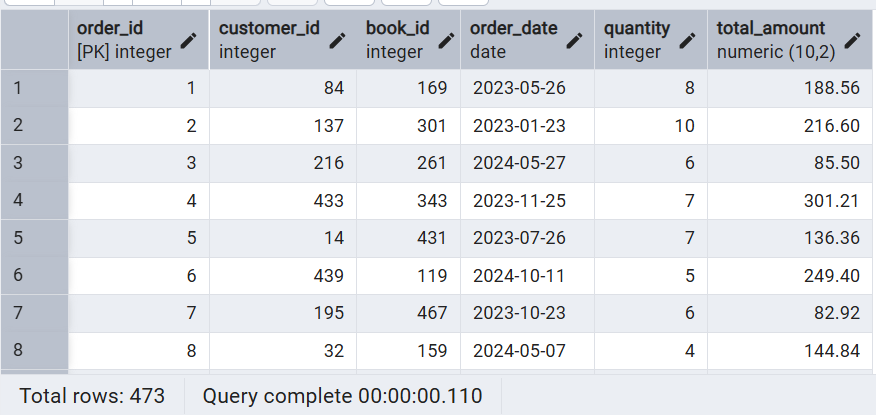 order_id customer_id book_id order_date quantity total_amount
[PK] integer integer integer date integer numeric (10,2)
1 1 84 169 2023-05-26 8 188.56
2 2 137 301 2023-01-23 10 216.60
3 3 216 261 2024-05-27 6 85.50
4 4 433 343 2023-11-25 7 301.21
5 5 14 431 2023-07-26 7 136.36
6 6 439 119 2024-10-11 5 249.40
7 7 195 467 2023-10-23 6 82.92
8 8 32 159 2024-05-07 4 144.84
Total rows: 473 Query complete 00:00:00.110